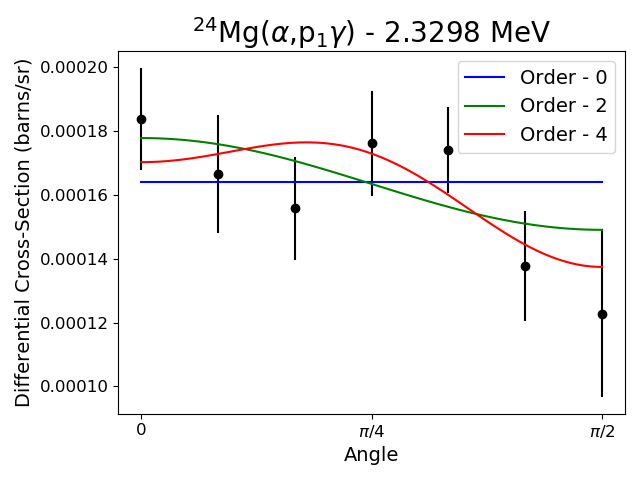 ²⁴Mg(α,p₁γ) - 2.3298 MeV
Order - 0
Order - 2
Order - 4
Differential Cross-Section (barns/sr)
0.00020
0.00018
0.00016
0.00014
0.00012
0.00010
0
π/4
π/2
Angle